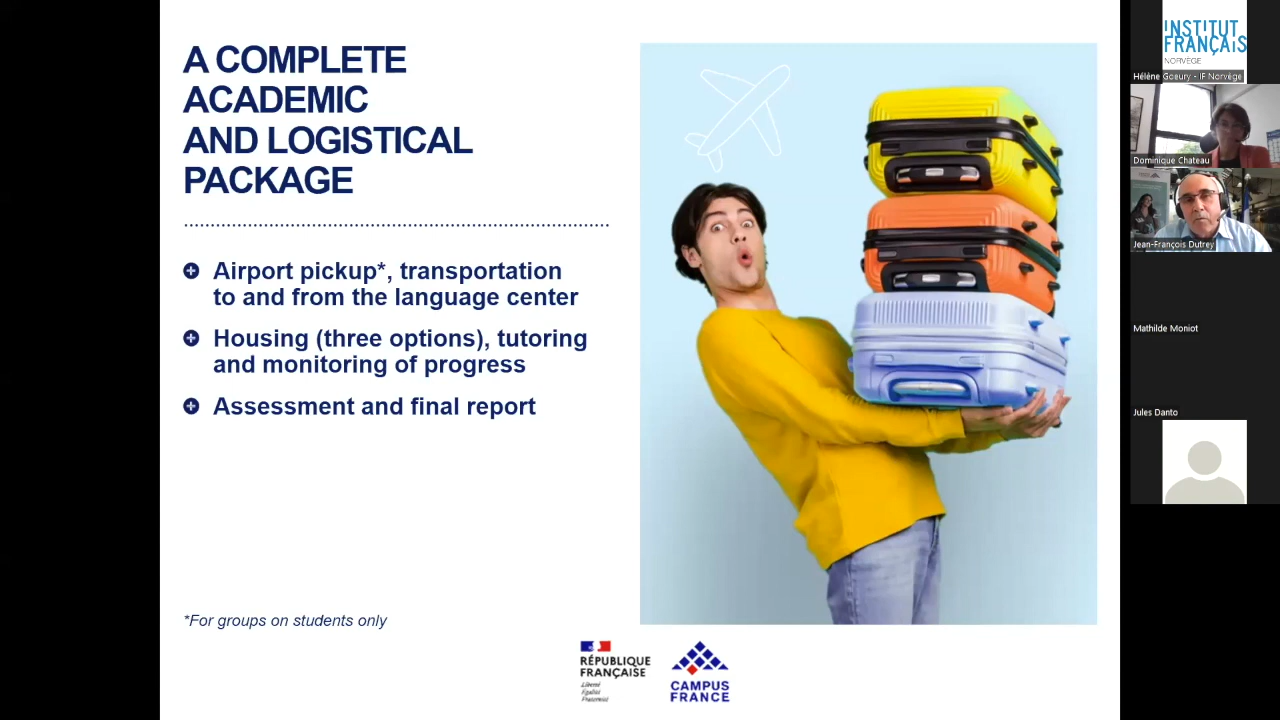 A COMPLETE
ACADEMIC
AND LOGISTICAL
PACKAGE
Airport pickup*, transportation
to and from the language center
Housing (three options), tutoring
and monitoring of progress
Assessment and final report
*For groups on students only
RÉPUBLIQUE
FRANÇAISE
Liberté
Égalité
Fraternité
CAMPUS
FRANCE
INSTITUT
FRANÇAIS
NORVÈGE
Hélène Goeury - IF Norvège
Dominique Chateau
Jean-François Dutrey
Mathilde Moniot
Jules Danto